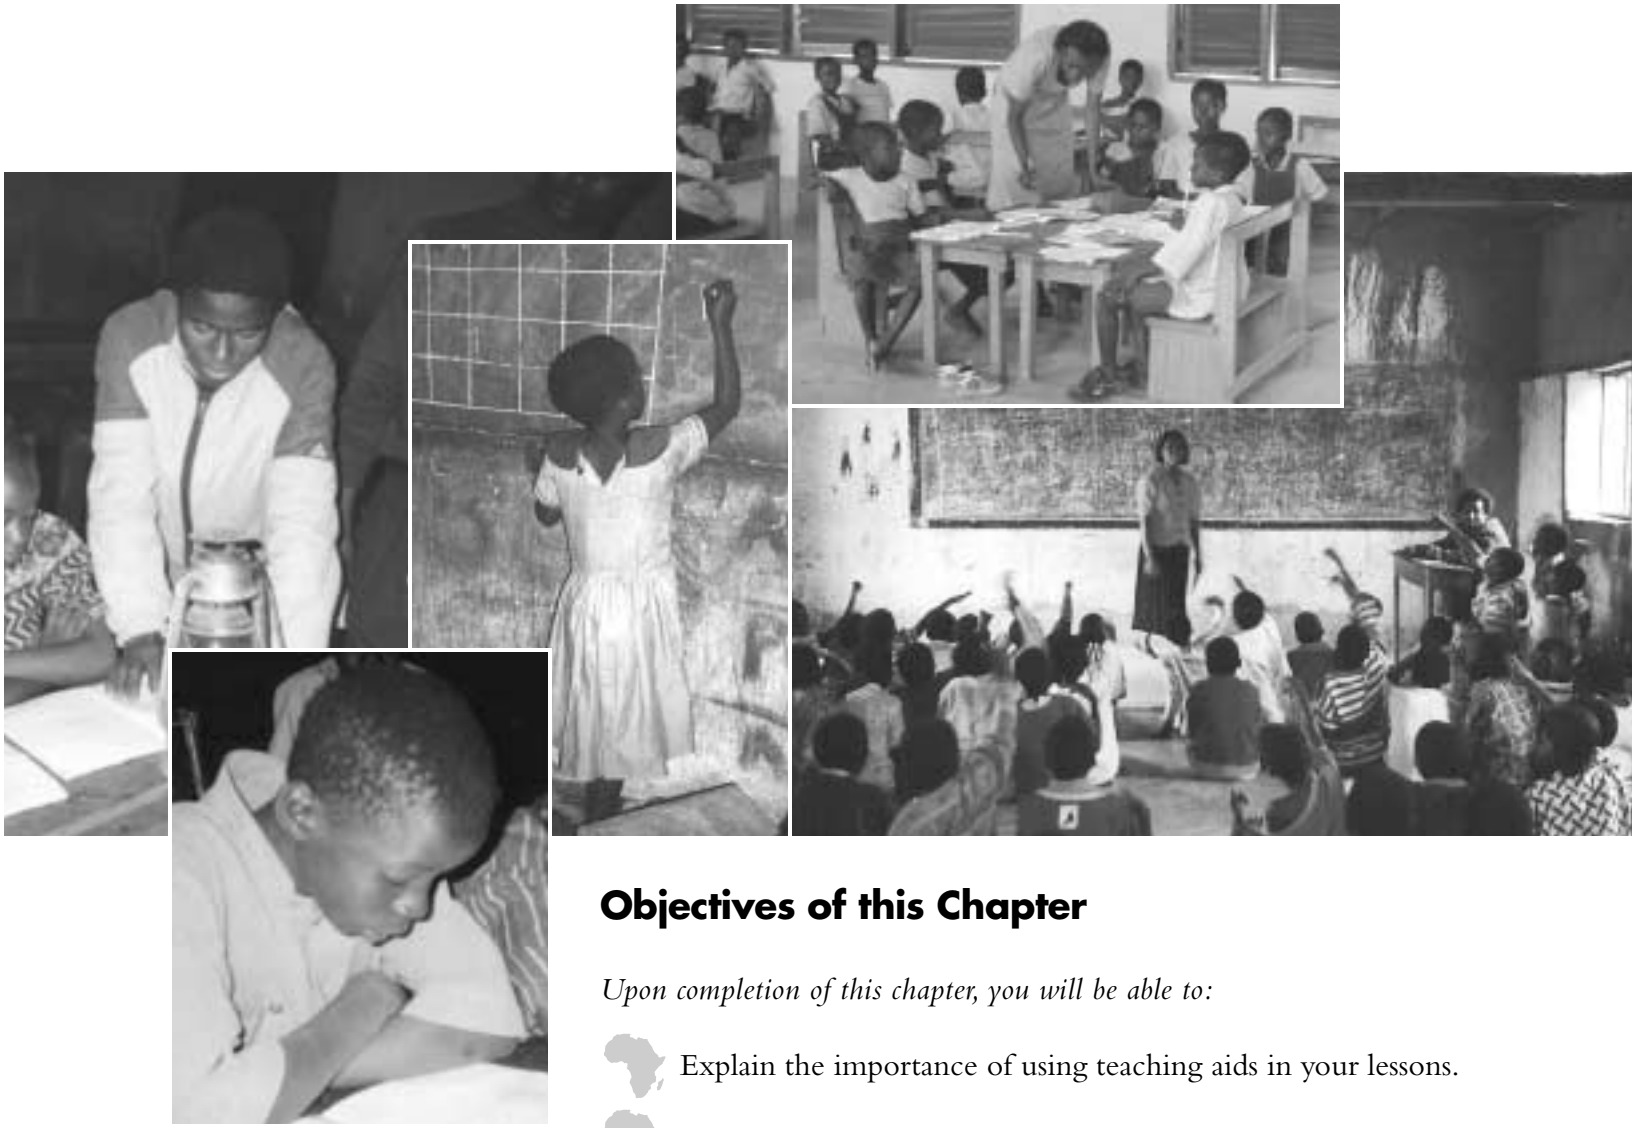 Objectives of this Chapter
Upon completion of this chapter, you will be able to:
Explain the importance of using teaching aids in your lessons.